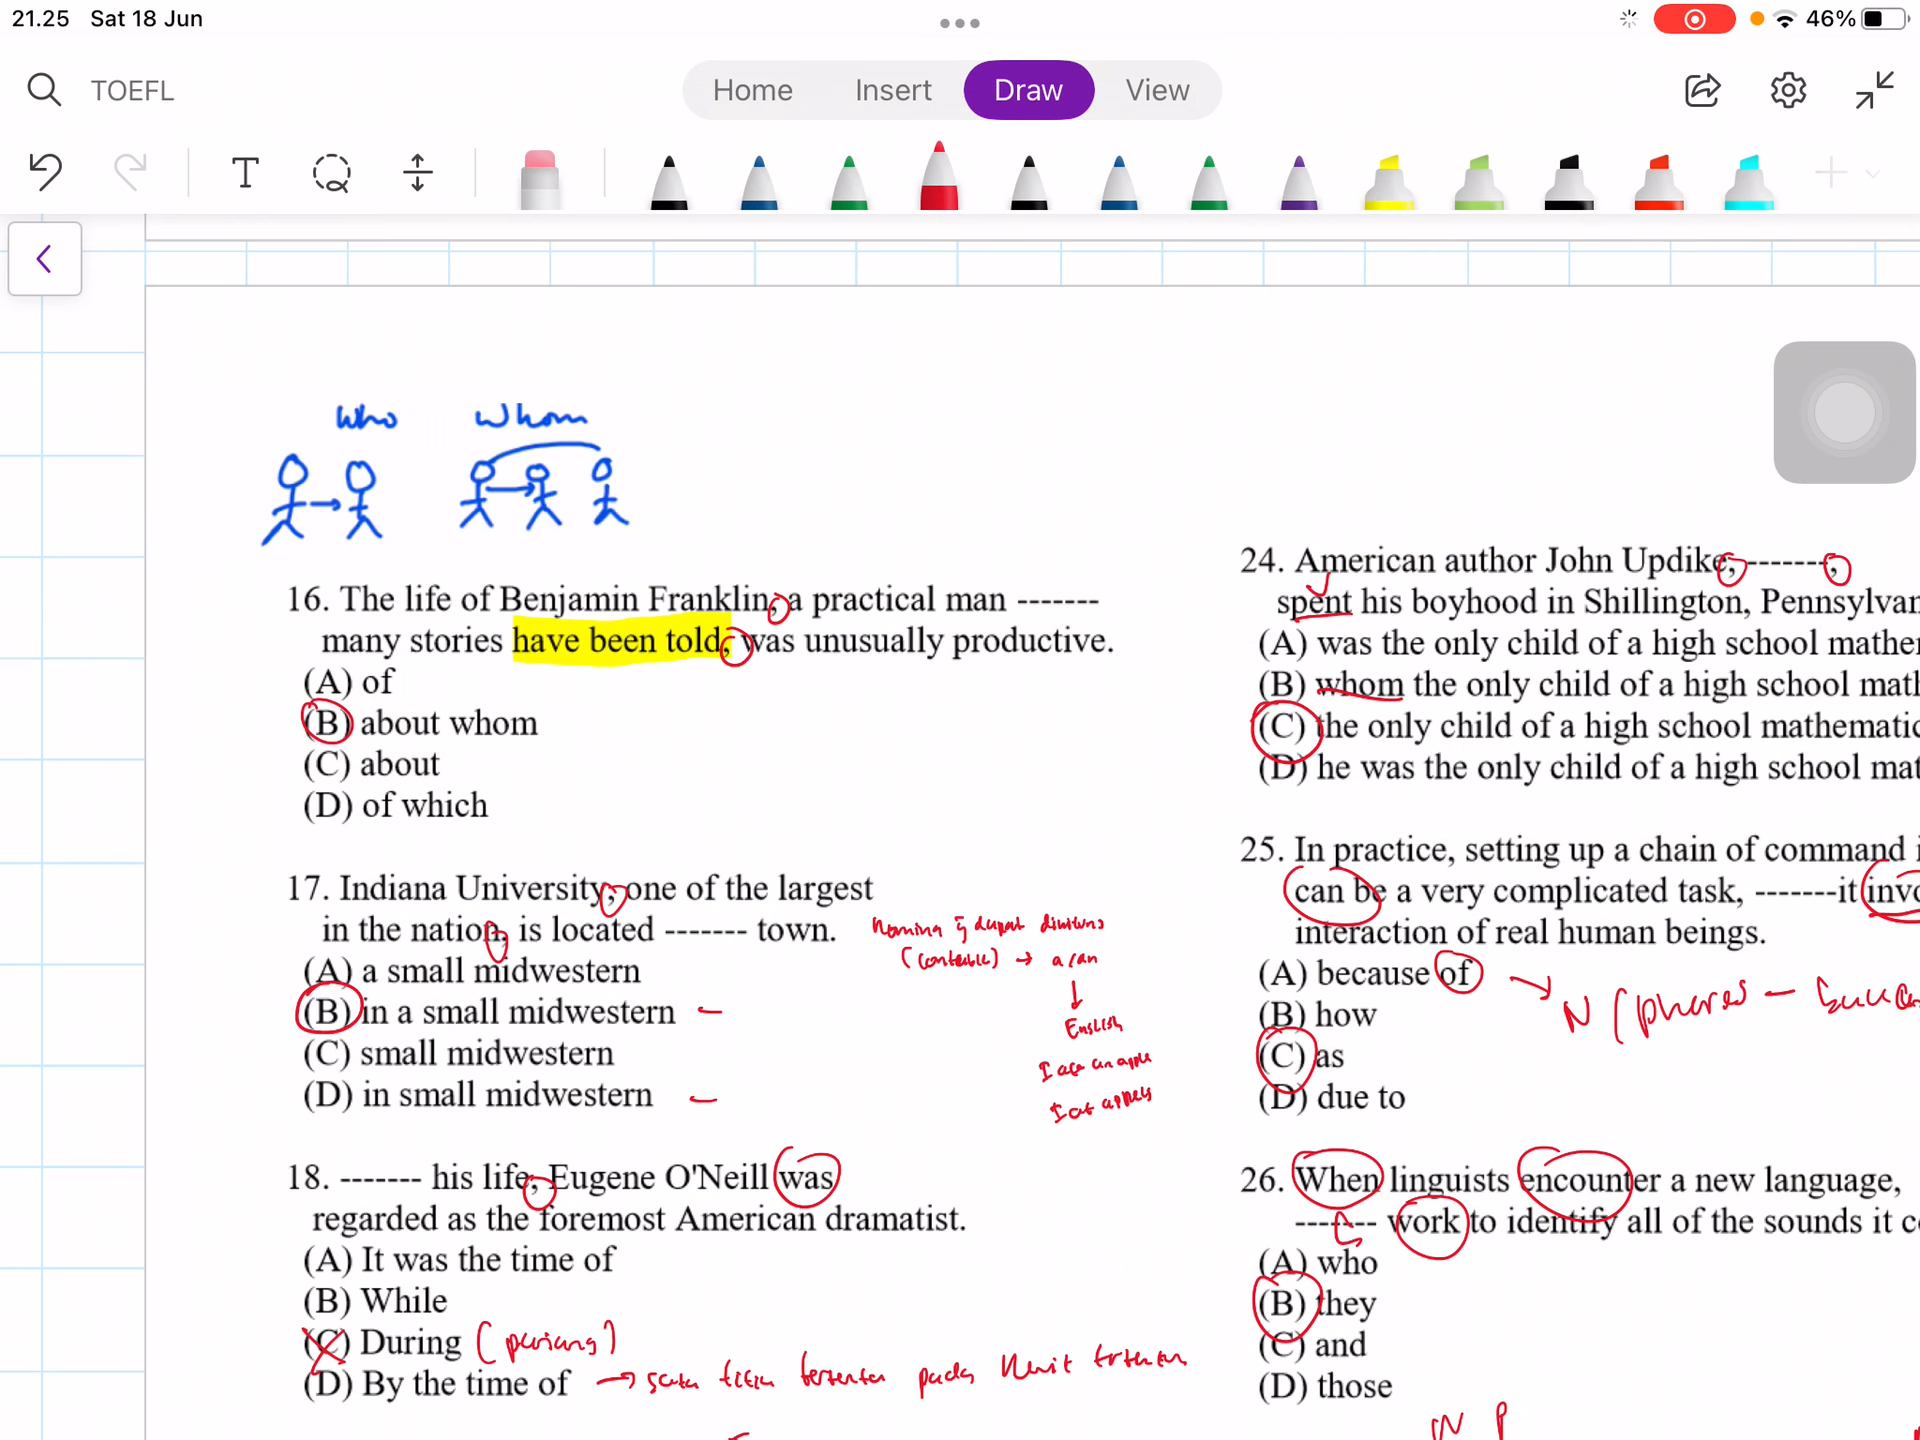 21.25 Sat 18 Jun
46%
TOEFL
Home Insert Draw View
T
who whom
16. The life of Benjamin Franklin, a practical man -------
many stories have been told, was unusually productive.
(A) of
(B) about whom
(C) about
(D) of which
17. Indiana University, one of the largest
in the nation, is located ------- town.
(A) a small midwestern
(B) in a small midwestern
(C) small midwestern
(D) in small midwestern
a/an
English
I apple
I apples
18. ------- his life, Eugene O'Neill was
regarded as the foremost American dramatist.
(A) It was the time of
(B) While
(C) During
(D) By the time of
pada
24. American author John Updike, -------,
spent his boyhood in Shillington, Pennsylvan
(A) was the only child of a high school mathe
(B) whom the only child of a high school mat
(C) the only child of a high school mathematic
(D) he was the only child of a high school mat
25. In practice, setting up a chain of command i
can be a very complicated task, -------it invo
interaction of real human beings.
(A) because of
N
(B) how
(C) as
(D) due to
26. When linguists encounter a new language,
------- work to identify all of the sounds it c
(A) who
(B) they
(C) and
(D) those